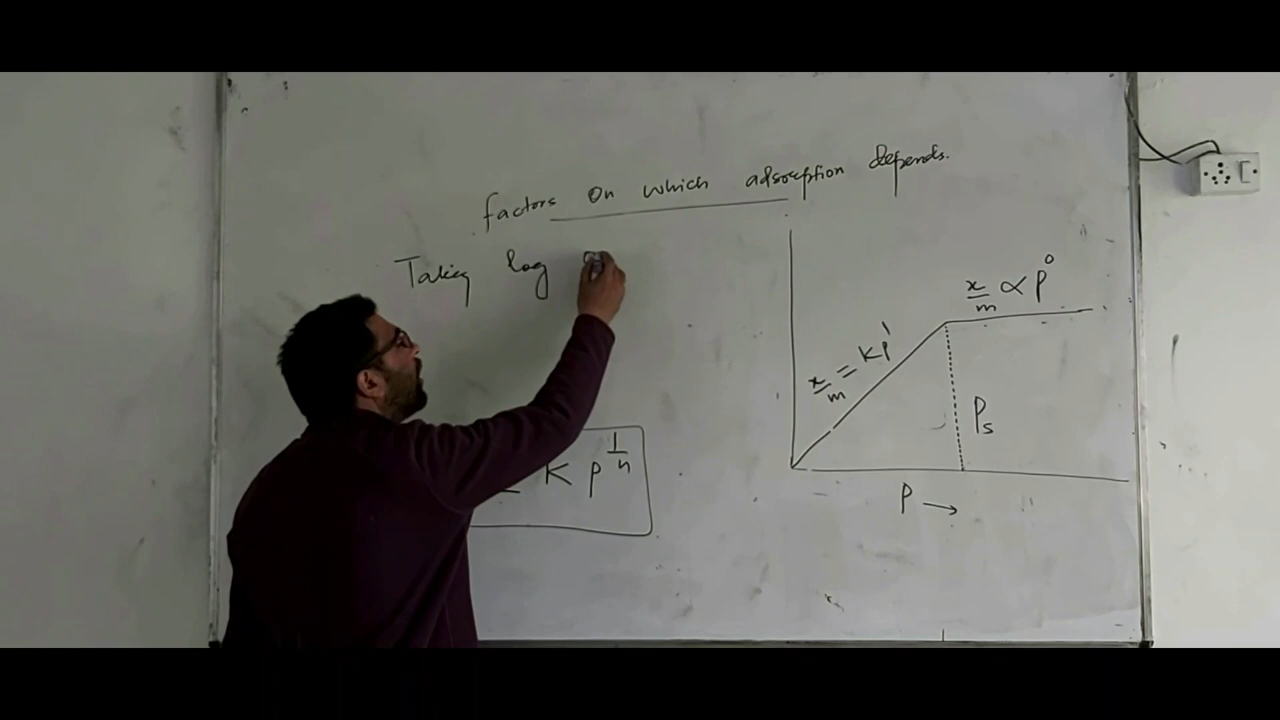 factors on which adsorption depends.
Taking log
K P^1/n
x/m = KP^1
x/m ∝ P^0
Ps
P →